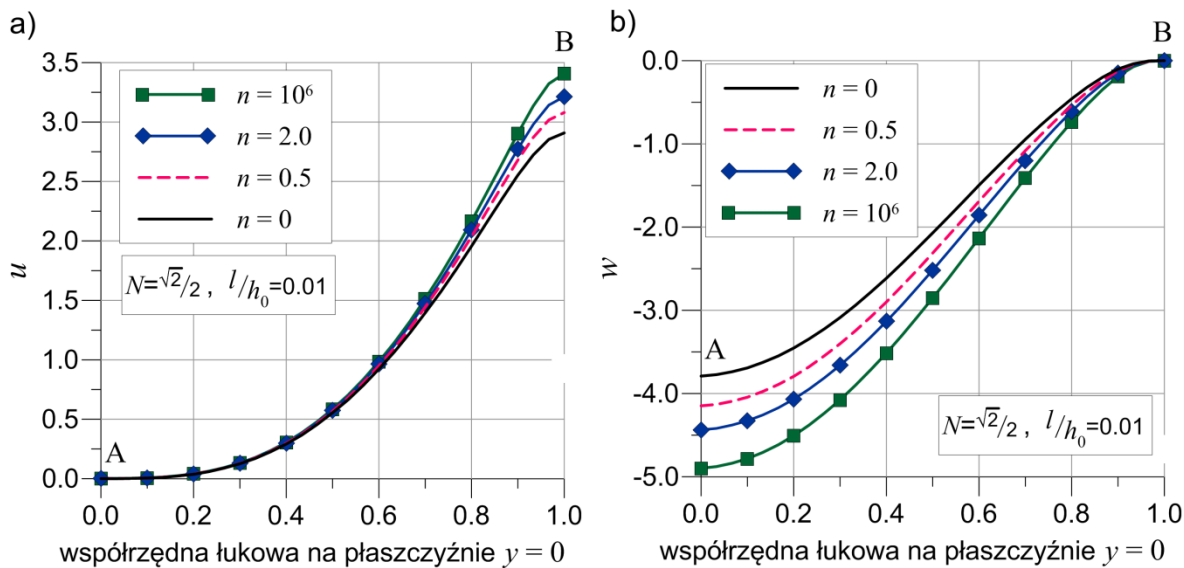 a)
B
3.5
3.0
2.5
2.0
1.5
1.0
0.5
0.0
u
n = 10⁶
n = 2.0
n = 0.5
n = 0
N=√2/2 , l/h₀=0.01
A
0.0 0.2 0.4 0.6 0.8 1.0
współrzędna łukowa na płaszczyźnie y = 0
b)
B
0.0
-1.0
-2.0
-3.0
-4.0
-5.0
w
n = 0
n = 0.5
n = 2.0
n = 10⁶
A
N=√2/2 , l/h₀=0.01
0.0 0.2 0.4 0.6 0.8 1.0
współrzędna łukowa na płaszczyźnie y = 0